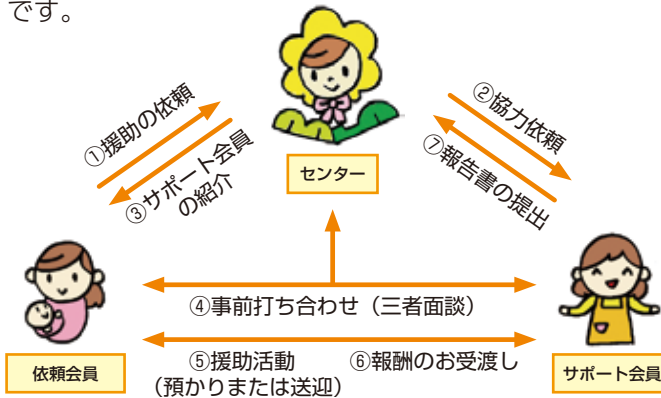 です。
①援助の依頼
②協力依頼
③サポート会員
の紹介
⑦報告書の提出
センター
④事前打ち合わせ（三者面談）
⑤援助活動
（預かりまたは送迎）
⑥報酬のお受渡し
依頼会員
サポート会員